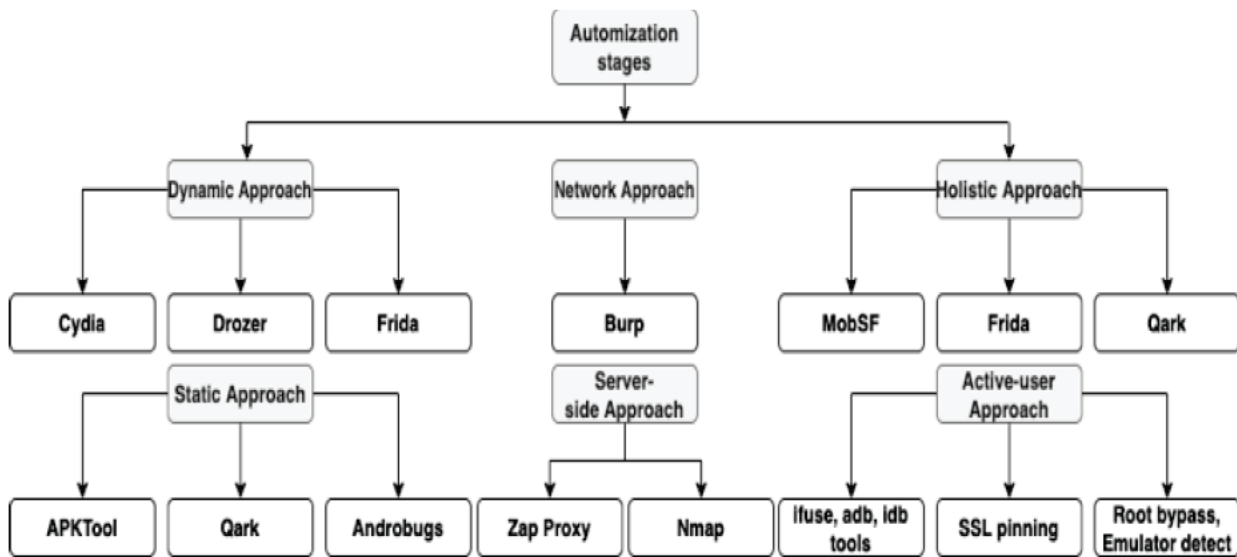 Automization
stages
Dynamic Approach
Network Approach
Holistic Approach
Cydia
Drozer
Frida
Burp
MobSF
Frida
Qark
Static Approach
Server-
side Approach
Active-user
Approach
APKTool
Qark
Androbugs
Zap Proxy
Nmap
ifuse, adb, idb
tools
SSL pinning
Root bypass,
Emulator detect